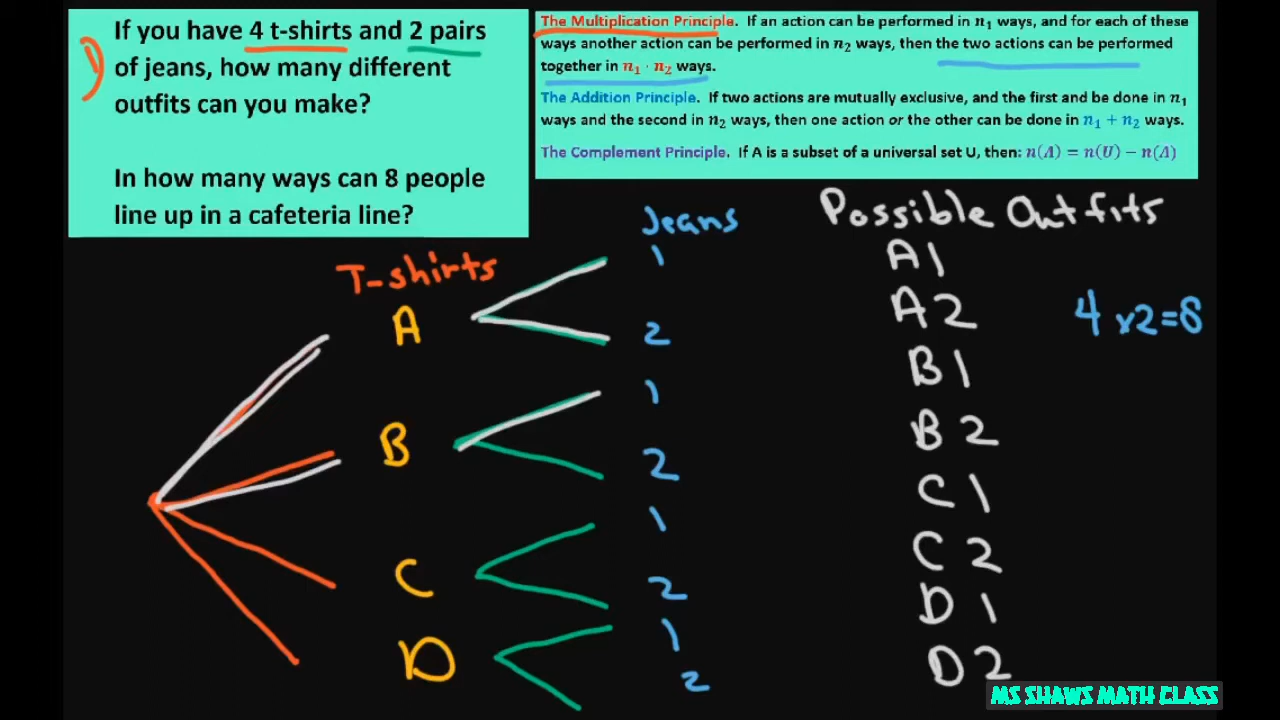 If you have 4 t-shirts and 2 pairs
of jeans, how many different
outfits can you make?
In how many ways can 8 people
line up in a cafeteria line?
The Multiplication Principle. If an action can be performed in n₁ ways, and for each of these
ways another action can be performed in n₂ ways, then the two actions can be performed
together in n₁ · n₂ ways.
The Addition Principle. If two actions are mutually exclusive, and the first and be done in n₁
ways and the second in n₂ ways, then one action or the other can be done in n₁ + n₂ ways.
The Complement Principle. If A is a subset of a universal set U, then: n(A) = n(U) − n(A)
T-shirts
Jeans
Possible Outfits
A
1
A1
2
A2
4 x2=8
B
1
B1
2
B2
C
1
C1
2
C2
D
1
D1
2
D2
MS SHAWS MATH CLASS